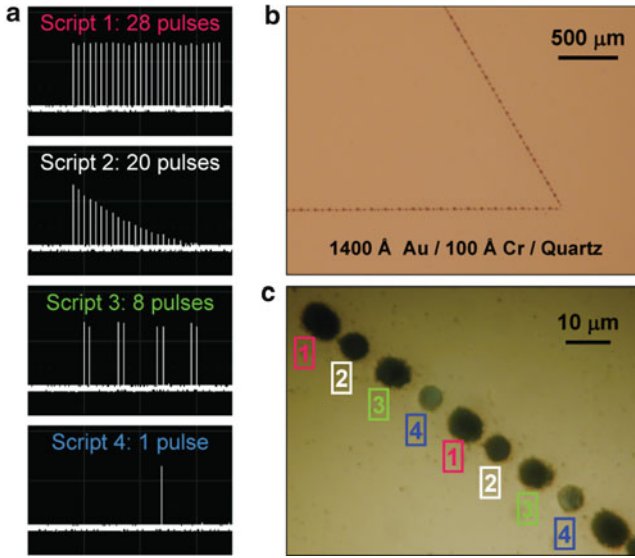 a
Script 1: 28 pulses
Script 2: 20 pulses
Script 3: 8 pulses
Script 4: 1 pulse
b
500 μm
1400 Å Au / 100 Å Cr / Quartz
c
10 μm
1
2
3
4
1
2
3
4